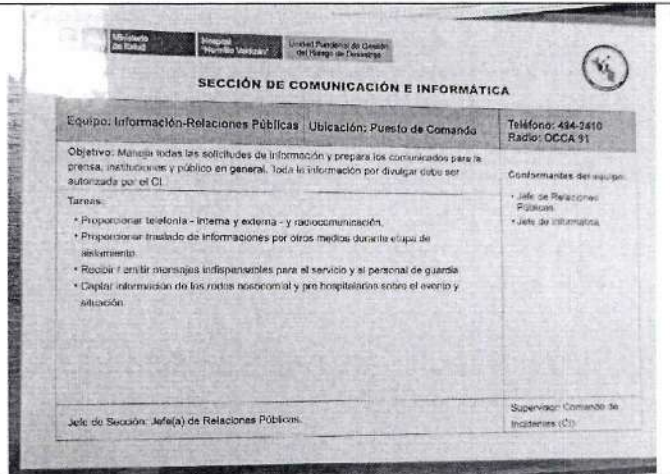 Ministerio
de Salud
Hospital
"Hermilio Valdizán"
Unidad Funcional de Gestión
del Riesgo de Desastres
SECCIÓN DE COMUNICACIÓN E INFORMÁTICA
Equipo: Información-Relaciones Públicas Ubicación: Puesto de Comando
Teléfono: 494-2410
Radio: OCCA 91
Objetivo: Maneja todas las solicitudes de información y prepara los comunicados para la
prensa, instituciones y público en general. Toda la información por divulgar debe ser
autorizada por el CI.
Conformantes del equipo:
• Jefe de Relaciones
Públicas
• Jefe de Informática
Tareas:
• Proporcionar telefonía - interna y externa - y radiocomunicación.
• Proporcionar traslado de informaciones por otros medios durante etapa de
aislamiento.
• Recibir / emitir mensajes indispensables para el servicio y el personal de guardia
• Captar información de las redes nosocomial y pre hospitalarias sobre el evento y
situación.
Jefe de Sección: Jefe(a) de Relaciones Públicas.
Supervisor: Comando de
Incidentes (CI)